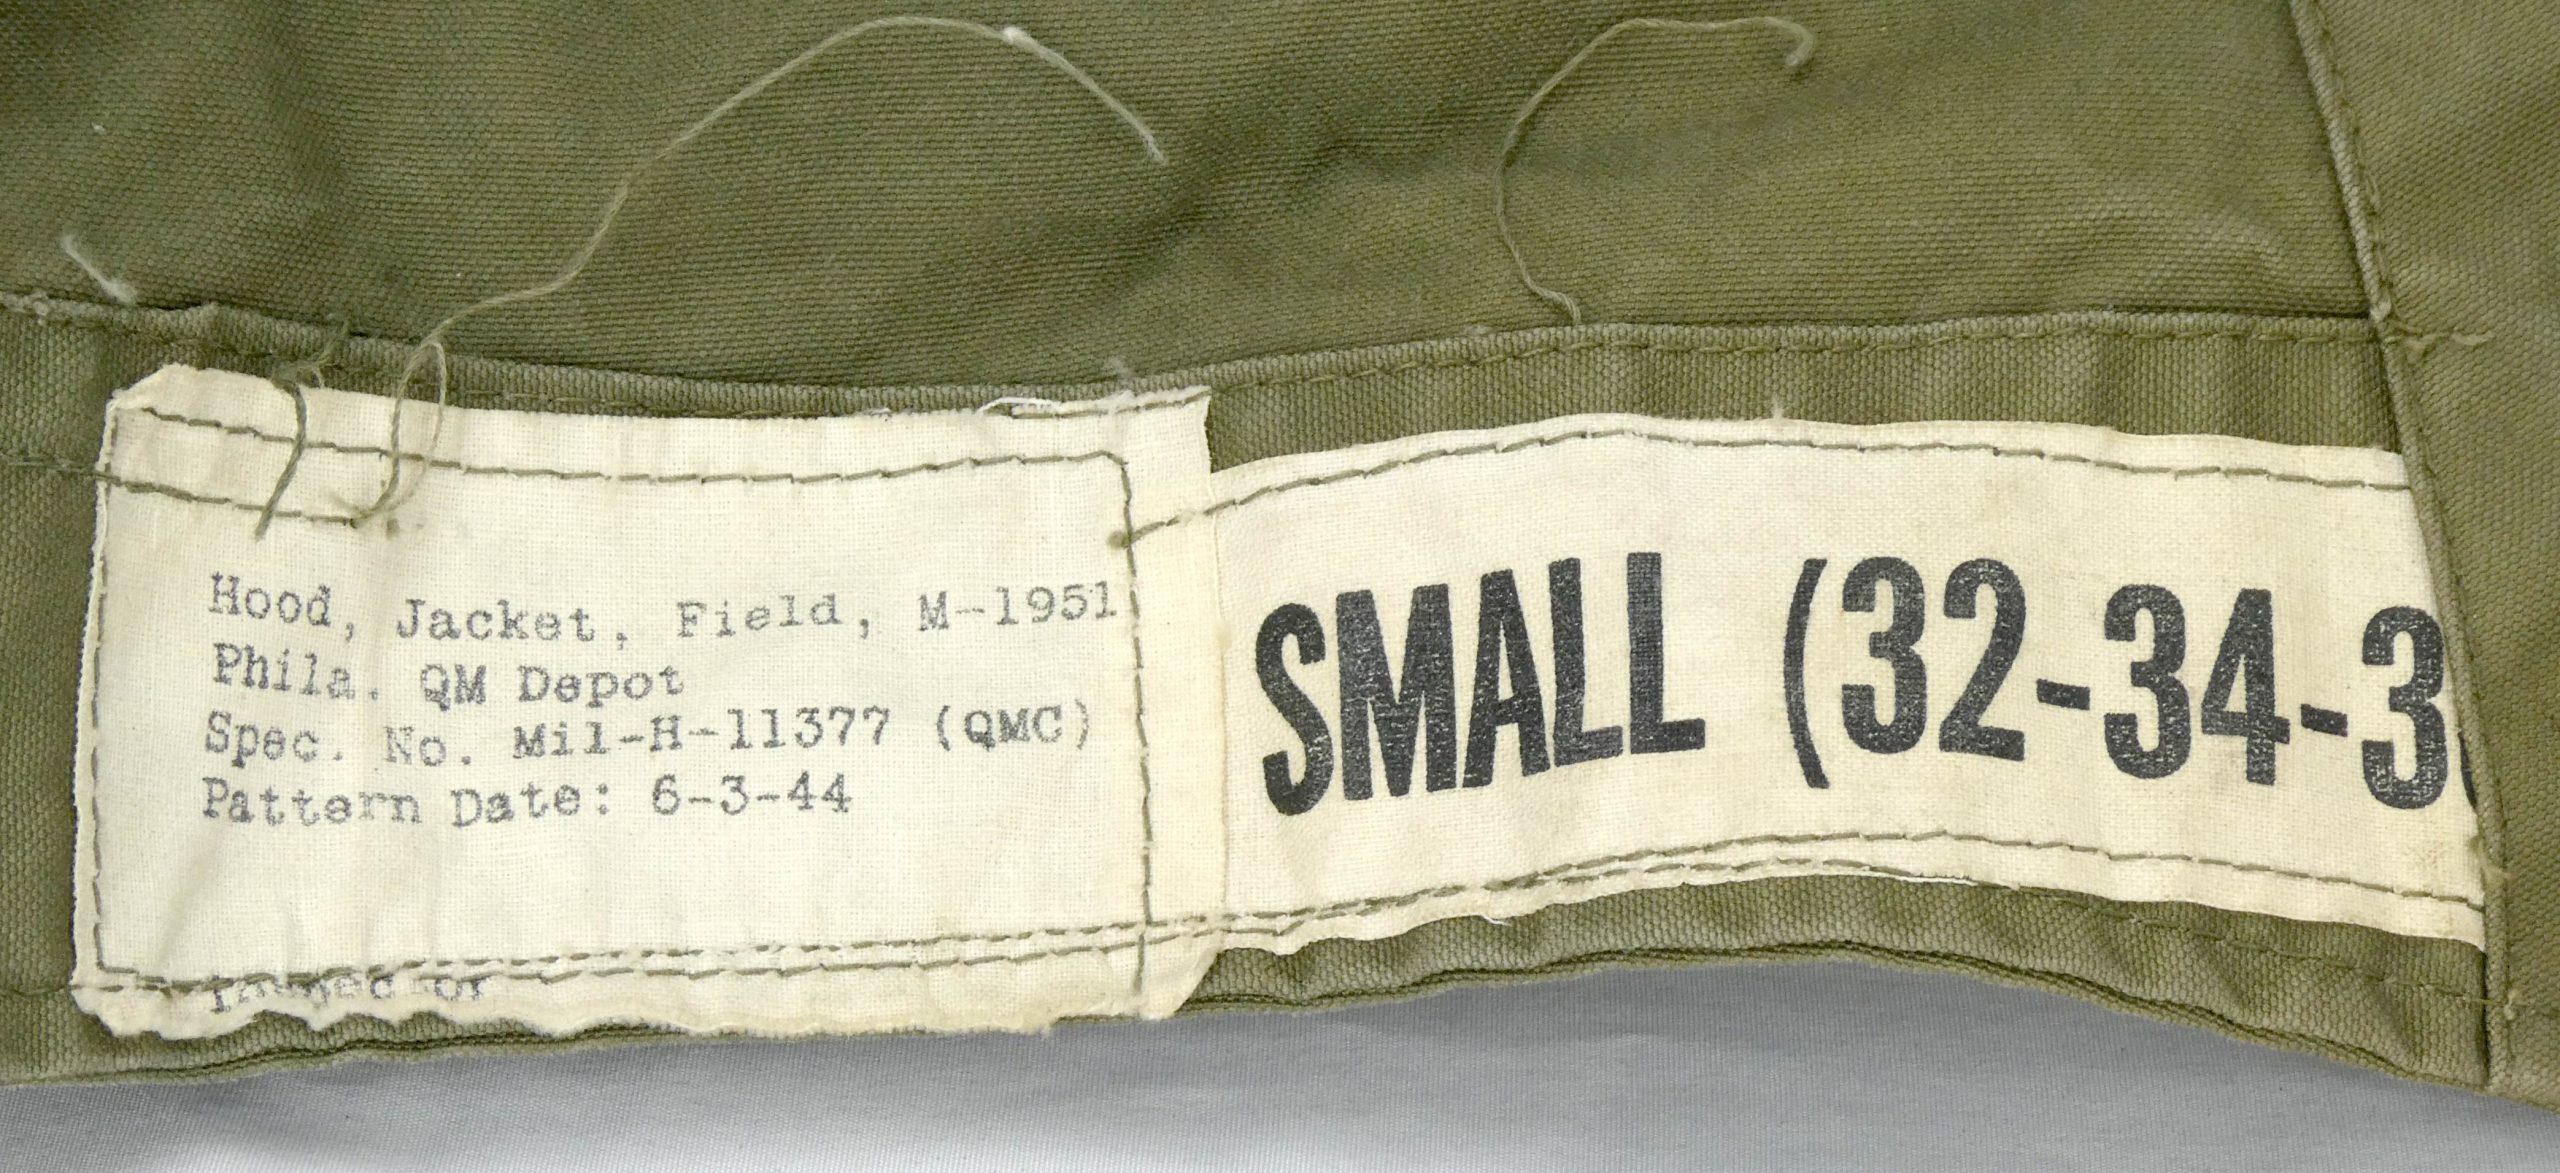 Hood, Jacket, Field, M-1951
Phila. QM Depot
Spec. No. Mil-H-11377 (QMC)
Pattern Date: 6-3-44
Inspector
SMALL (32-34-3